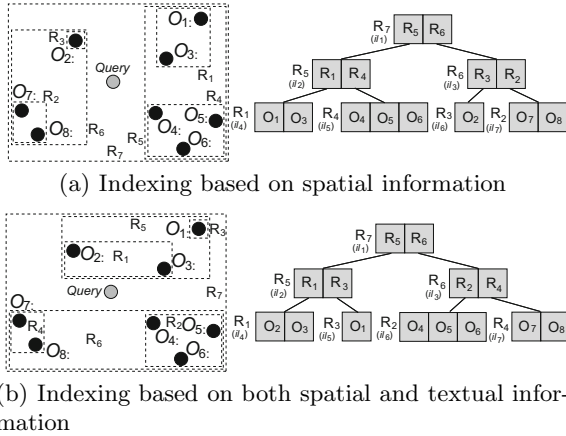 O1:
R3
O2:
O3:
R1
Query
O7:
R2
R4
O8:
R6
R5
O4:
O5:
O6:
R7
R7
(il1)
R5 R6
R5
(il2)
R1 R4
R6
(il3)
R3 R2
R1
(il4)
O1 O3
R4
(il5)
O4 O5 O6
R3
(il6)
O2
R2
(il7)
O7 O8
(a) Indexing based on spatial information
R5
O1:
R3
O2:
R1
O3:
Query
R7
O7:
R4
R6
R2
O5:
O4:
O8:
O6:
R7
(il1)
R5 R6
R5
(il2)
R1 R3
R6
(il3)
R2 R4
R1
(il4)
O2 O3
R3
(il5)
O1
R2
(il6)
O4 O5 O6
R4
(il7)
O7 O8
(b) Indexing based on both spatial and textual infor-
mation